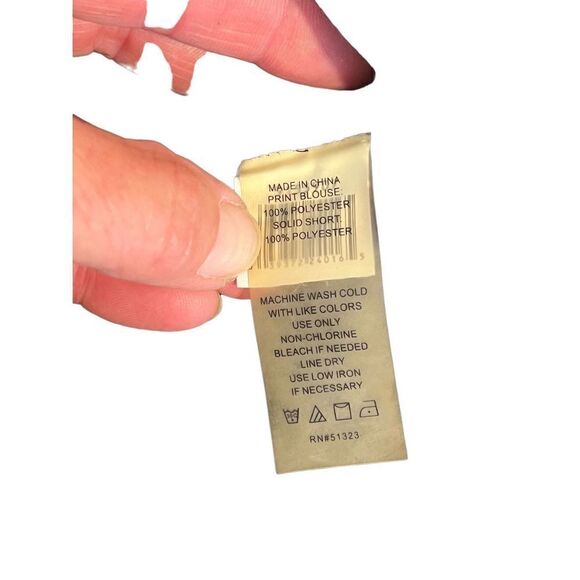 MADE IN CHINA
PRINT BLOUSE:
100% POLYESTER
SOLID SHORT:
100% POLYESTER
MACHINE WASH COLD
WITH LIKE COLORS
USE ONLY
NON-CHLORINE
BLEACH IF NEEDED
LINE DRY
USE LOW IRON
IF NECESSARY
RN#51323